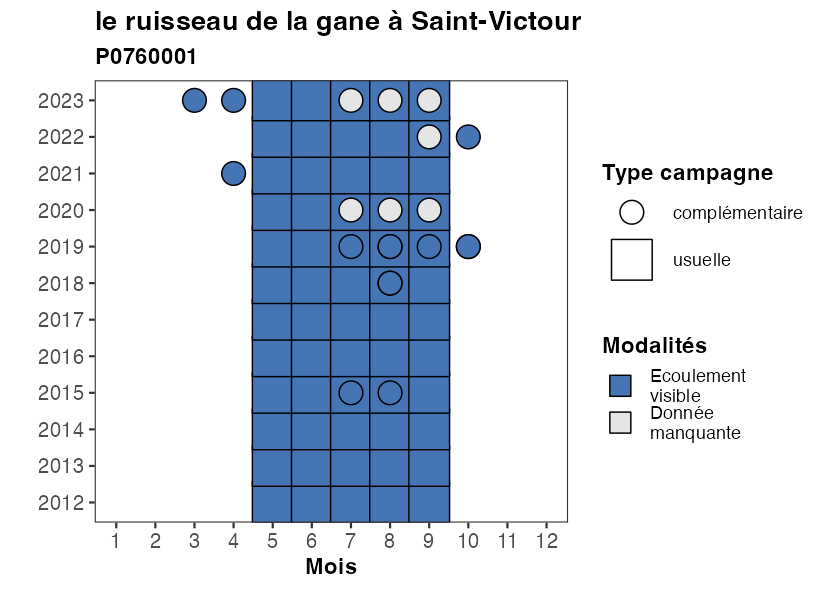 le ruisseau de la gane à Saint-Victour
P0760001
2023
2022
2021
2020
2019
2018
2017
2016
2015
2014
2013
2012
1 2 3 4 5 6 7 8 9 10 11 12
Mois
Type campagne
complémentaire
usuelle
Modalités
Ecoulement
visible
Donnée
manquante